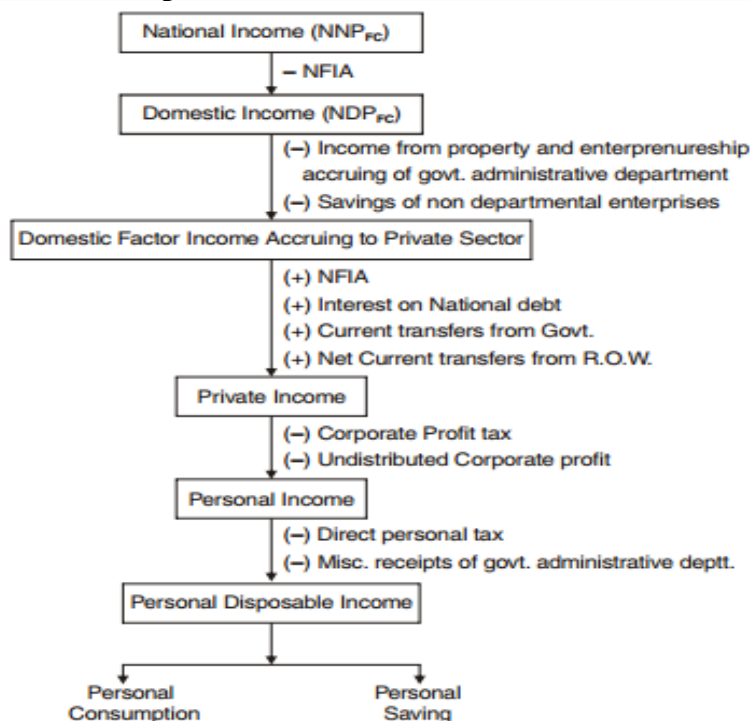 National Income (NNPFC)
– NFIA
Domestic Income (NDPFC)
(–) Income from property and enterprenureship
accruing of govt. administrative department
(–) Savings of non departmental enterprises
Domestic Factor Income Accruing to Private Sector
(+) NFIA
(+) Interest on National debt
(+) Current transfers from Govt.
(+) Net Current transfers from R.O.W.
Private Income
(–) Corporate Profit tax
(–) Undistributed Corporate profit
Personal Income
(–) Direct personal tax
(–) Misc. receipts of govt. administrative deptt.
Personal Disposable Income
Personal
Consumption
Personal
Saving